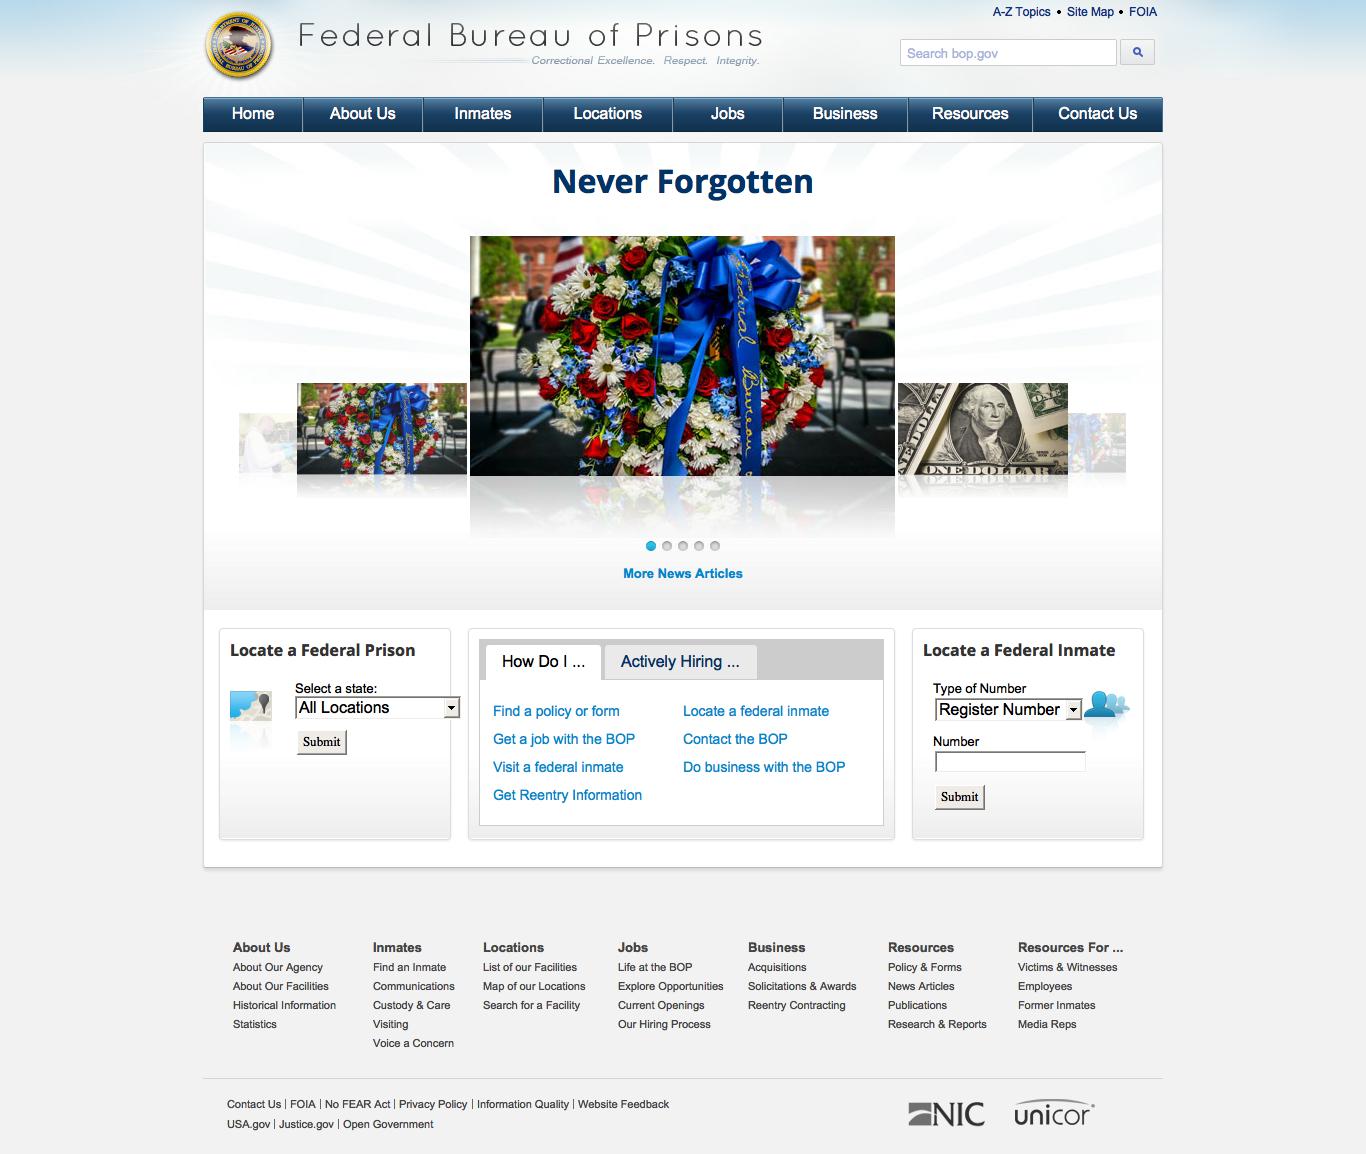 A-Z Topics • Site Map • FOIA
Federal Bureau of Prisons
Correctional Excellence. Respect. Integrity.
Search bop.gov
Home About Us Inmates Locations Jobs Business Resources Contact Us
Never Forgotten
Federal Bureau
ONE DOLLAR
More News Articles
Locate a Federal Prison
Select a state:
All Locations
Submit
How Do I ... Actively Hiring ...
Find a policy or form
Get a job with the BOP
Visit a federal inmate
Get Reentry Information
Locate a federal inmate
Contact the BOP
Do business with the BOP
Locate a Federal Inmate
Type of Number
Register Number
Number
Submit
About Us
About Our Agency
About Our Facilities
Historical Information
Statistics
Inmates
Find an Inmate
Communications
Custody & Care
Visiting
Voice a Concern
Locations
List of our Facilities
Map of our Locations
Search for a Facility
Jobs
Life at the BOP
Explore Opportunities
Current Openings
Our Hiring Process
Business
Acquisitions
Solicitations & Awards
Reentry Contracting
Resources
Policy & Forms
News Articles
Publications
Research & Reports
Resources For ...
Victims & Witnesses
Employees
Former Inmates
Media Reps
Contact Us | FOIA | No FEAR Act | Privacy Policy | Information Quality | Website Feedback
USA.gov | Justice.gov | Open Government
NIC
unicor